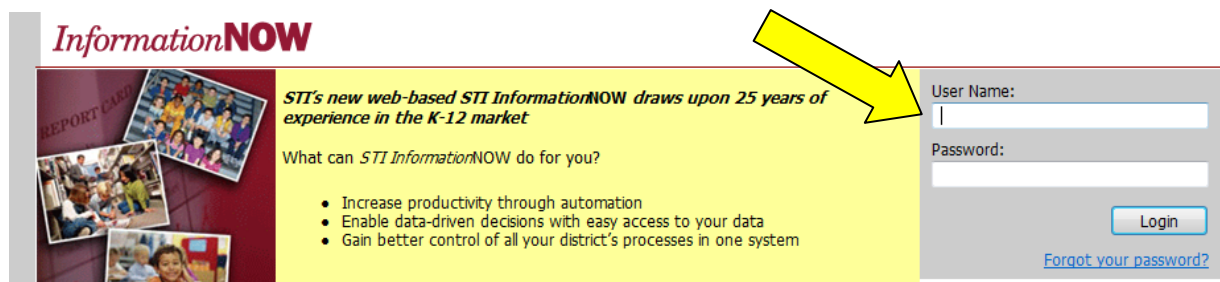 InformationNOW
REPORT CARD
STI's new web-based STI InformationNOW draws upon 25 years of
experience in the K-12 market
What can STI InformationNOW do for you?
• Increase productivity through automation
• Enable data-driven decisions with easy access to your data
• Gain better control of all your district's processes in one system
User Name:
Password:
Login
Forgot your password?